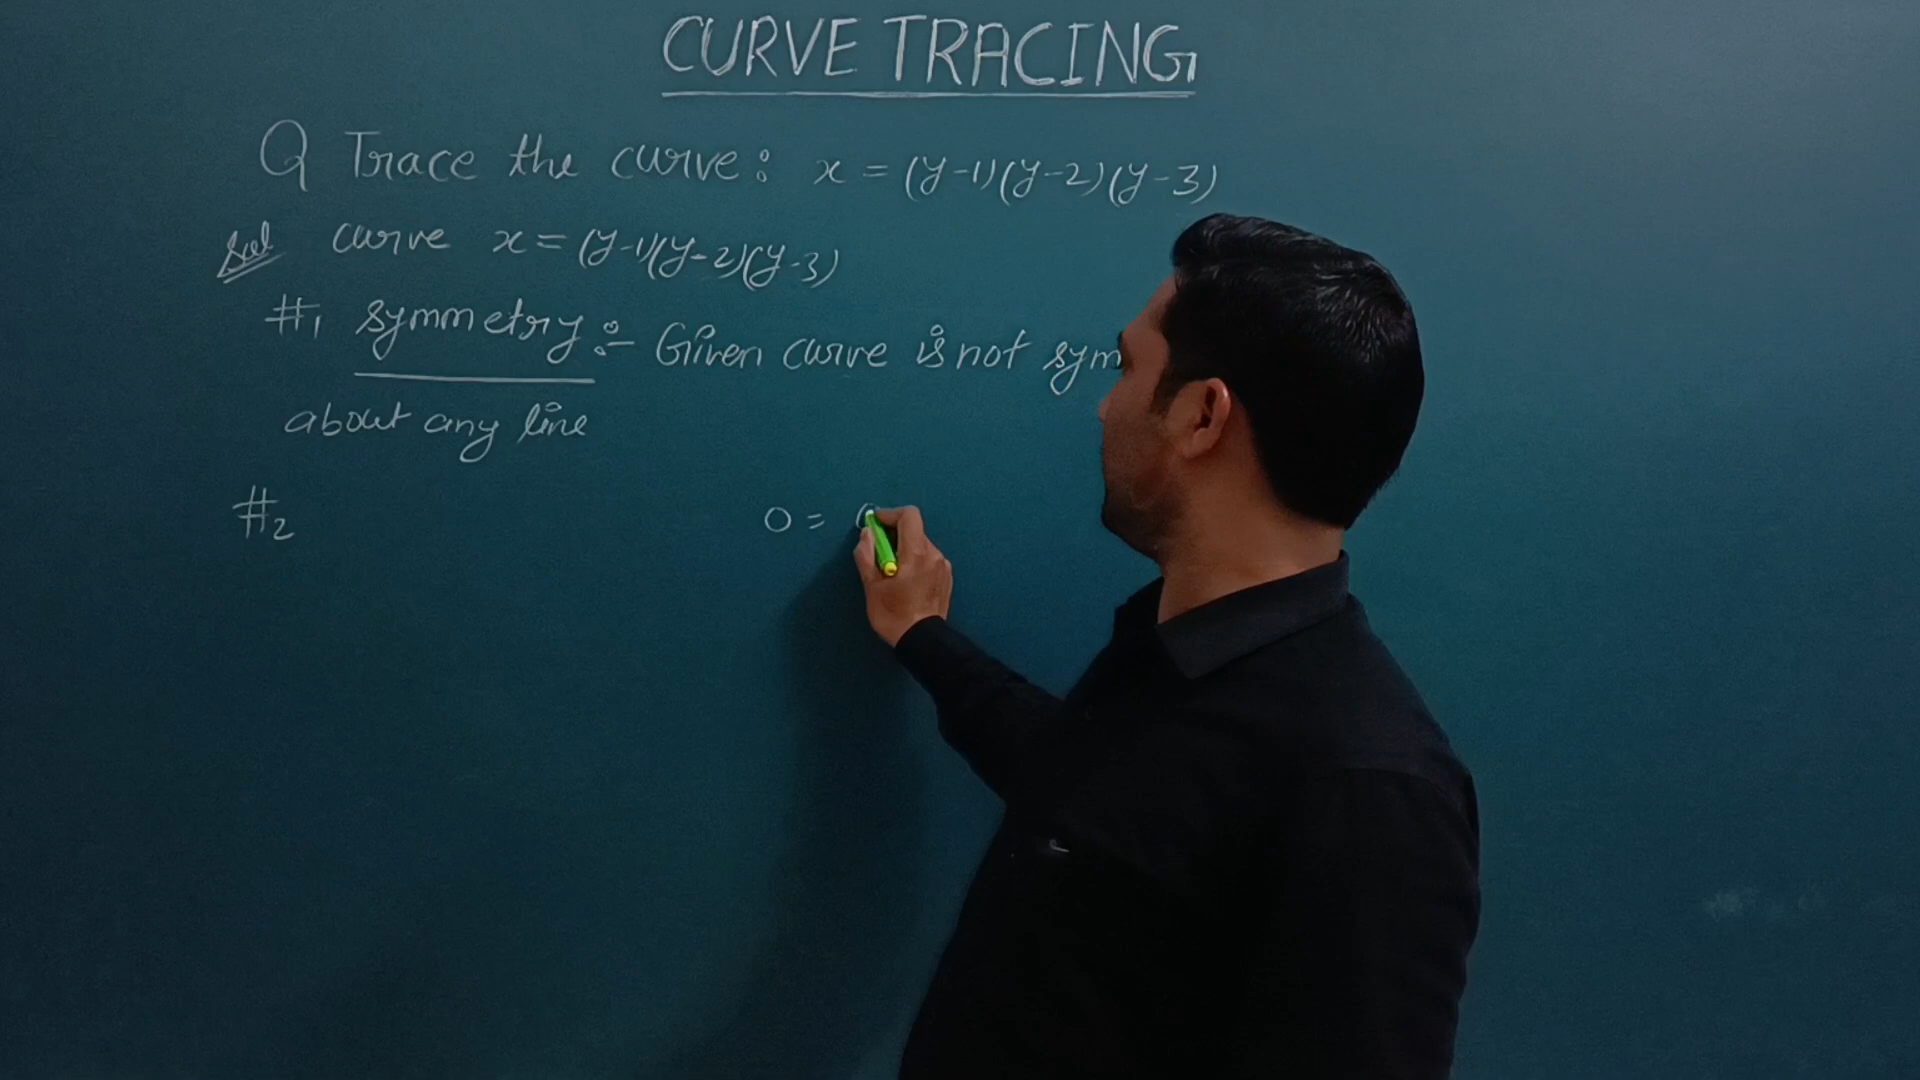 CURVE TRACING
Q Trace the curve: x = (y-1)(y-2)(y-3)
Sol curve x = (y-1)(y-2)(y-3)
#1 symmetry :- Given curve is not sym
about any line
#2 0 =